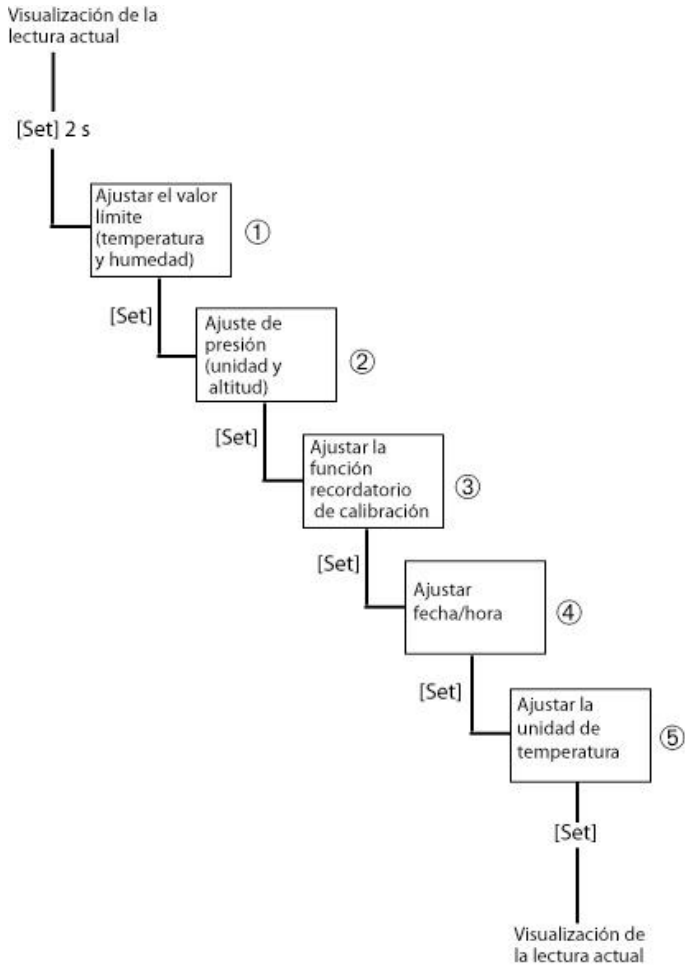 Visualización de la
lectura actual
[Set] 2 s
Ajustar el valor
límite
(temperatura
y humedad)
①
[Set]
Ajuste de
presión
(unidad y
altitud)
②
[Set]
Ajustar la
función
recordatorio
de calibración
③
[Set]
Ajustar
fecha/hora
④
[Set]
Ajustar la
unidad de
temperatura
⑤
[Set]
Visualización de
la lectura actual